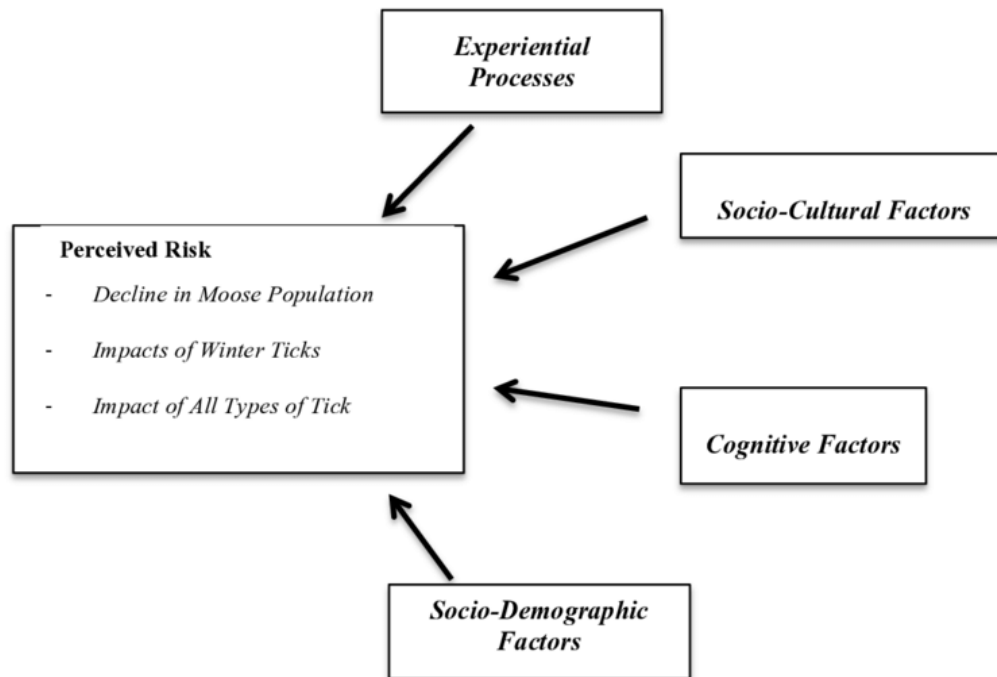 Experiential
Processes
Socio-Cultural Factors
Perceived Risk
- Decline in Moose Population
- Impacts of Winter Ticks
- Impact of All Types of Tick
Cognitive Factors
Socio-Demographic
Factors